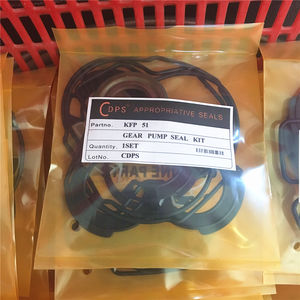 CDPS APPROPRIATIVE SEALS
Partno. KFP 51
GEAR PUMP SEAL KIT
Quantity. 1SET
LotNo. CDPS